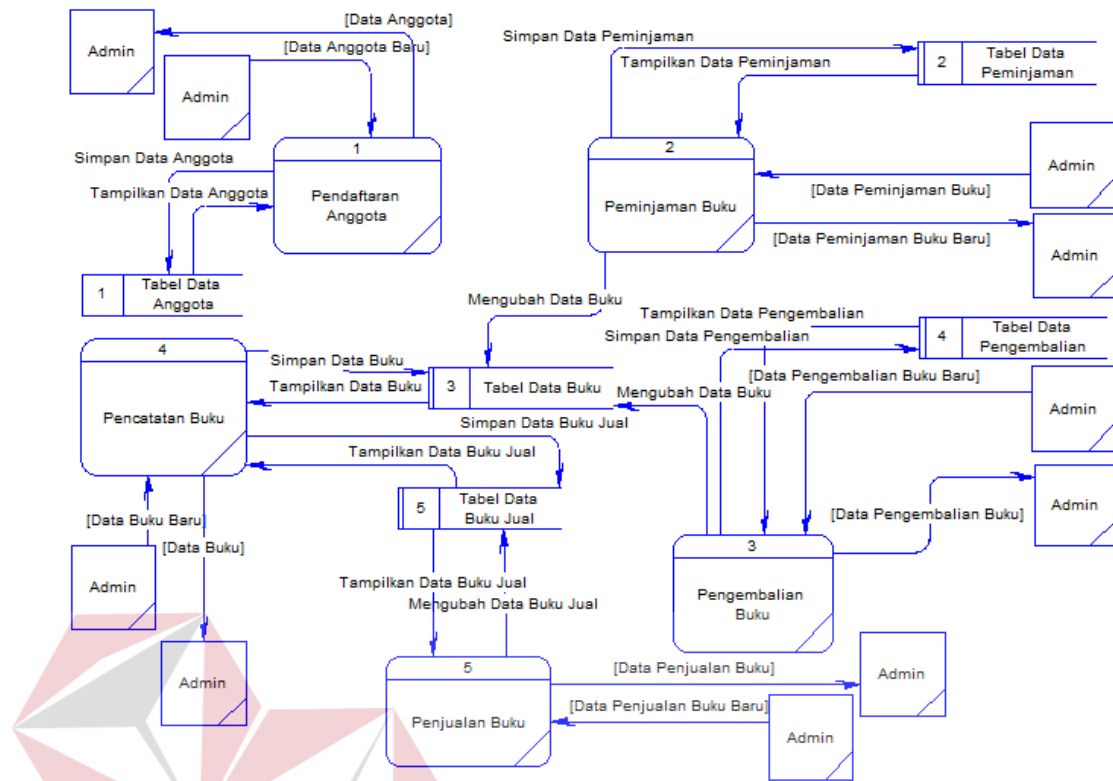 [Data Anggota]
Admin
[Data Anggota Baru]
Admin
Simpan Data Anggota
Tampilkan Data Anggota
1
Pendaftaran
Anggota
1
Tabel Data
Anggota
Simpan Data Peminjaman
Tampilkan Data Peminjaman
2
Tabel Data
Peminjaman
2
Peminjaman Buku
Admin
[Data Peminjaman Buku]
Admin
[Data Peminjaman Buku Baru]
Mengubah Data Buku
Tampilkan Data Pengembalian
Simpan Data Pengembalian
4
Tabel Data
Pengembalian
4
Pencatatan Buku
Simpan Data Buku
Tampilkan Data Buku
3
Tabel Data Buku
Mengubah Data Buku
[Data Pengembalian Buku Baru]
Admin
Simpan Data Buku Jual
Tampilkan Data Buku Jual
5
Tabel Data
Buku Jual
Admin
[Data Pengembalian Buku]
[Data Buku Baru]
[Data Buku]
Admin
Admin
3
Pengembalian
Buku
Tampilkan Data Buku Jual
Mengubah Data Buku Jual
5
Penjualan Buku
[Data Penjualan Buku]
Admin
[Data Penjualan Buku Baru]
Admin